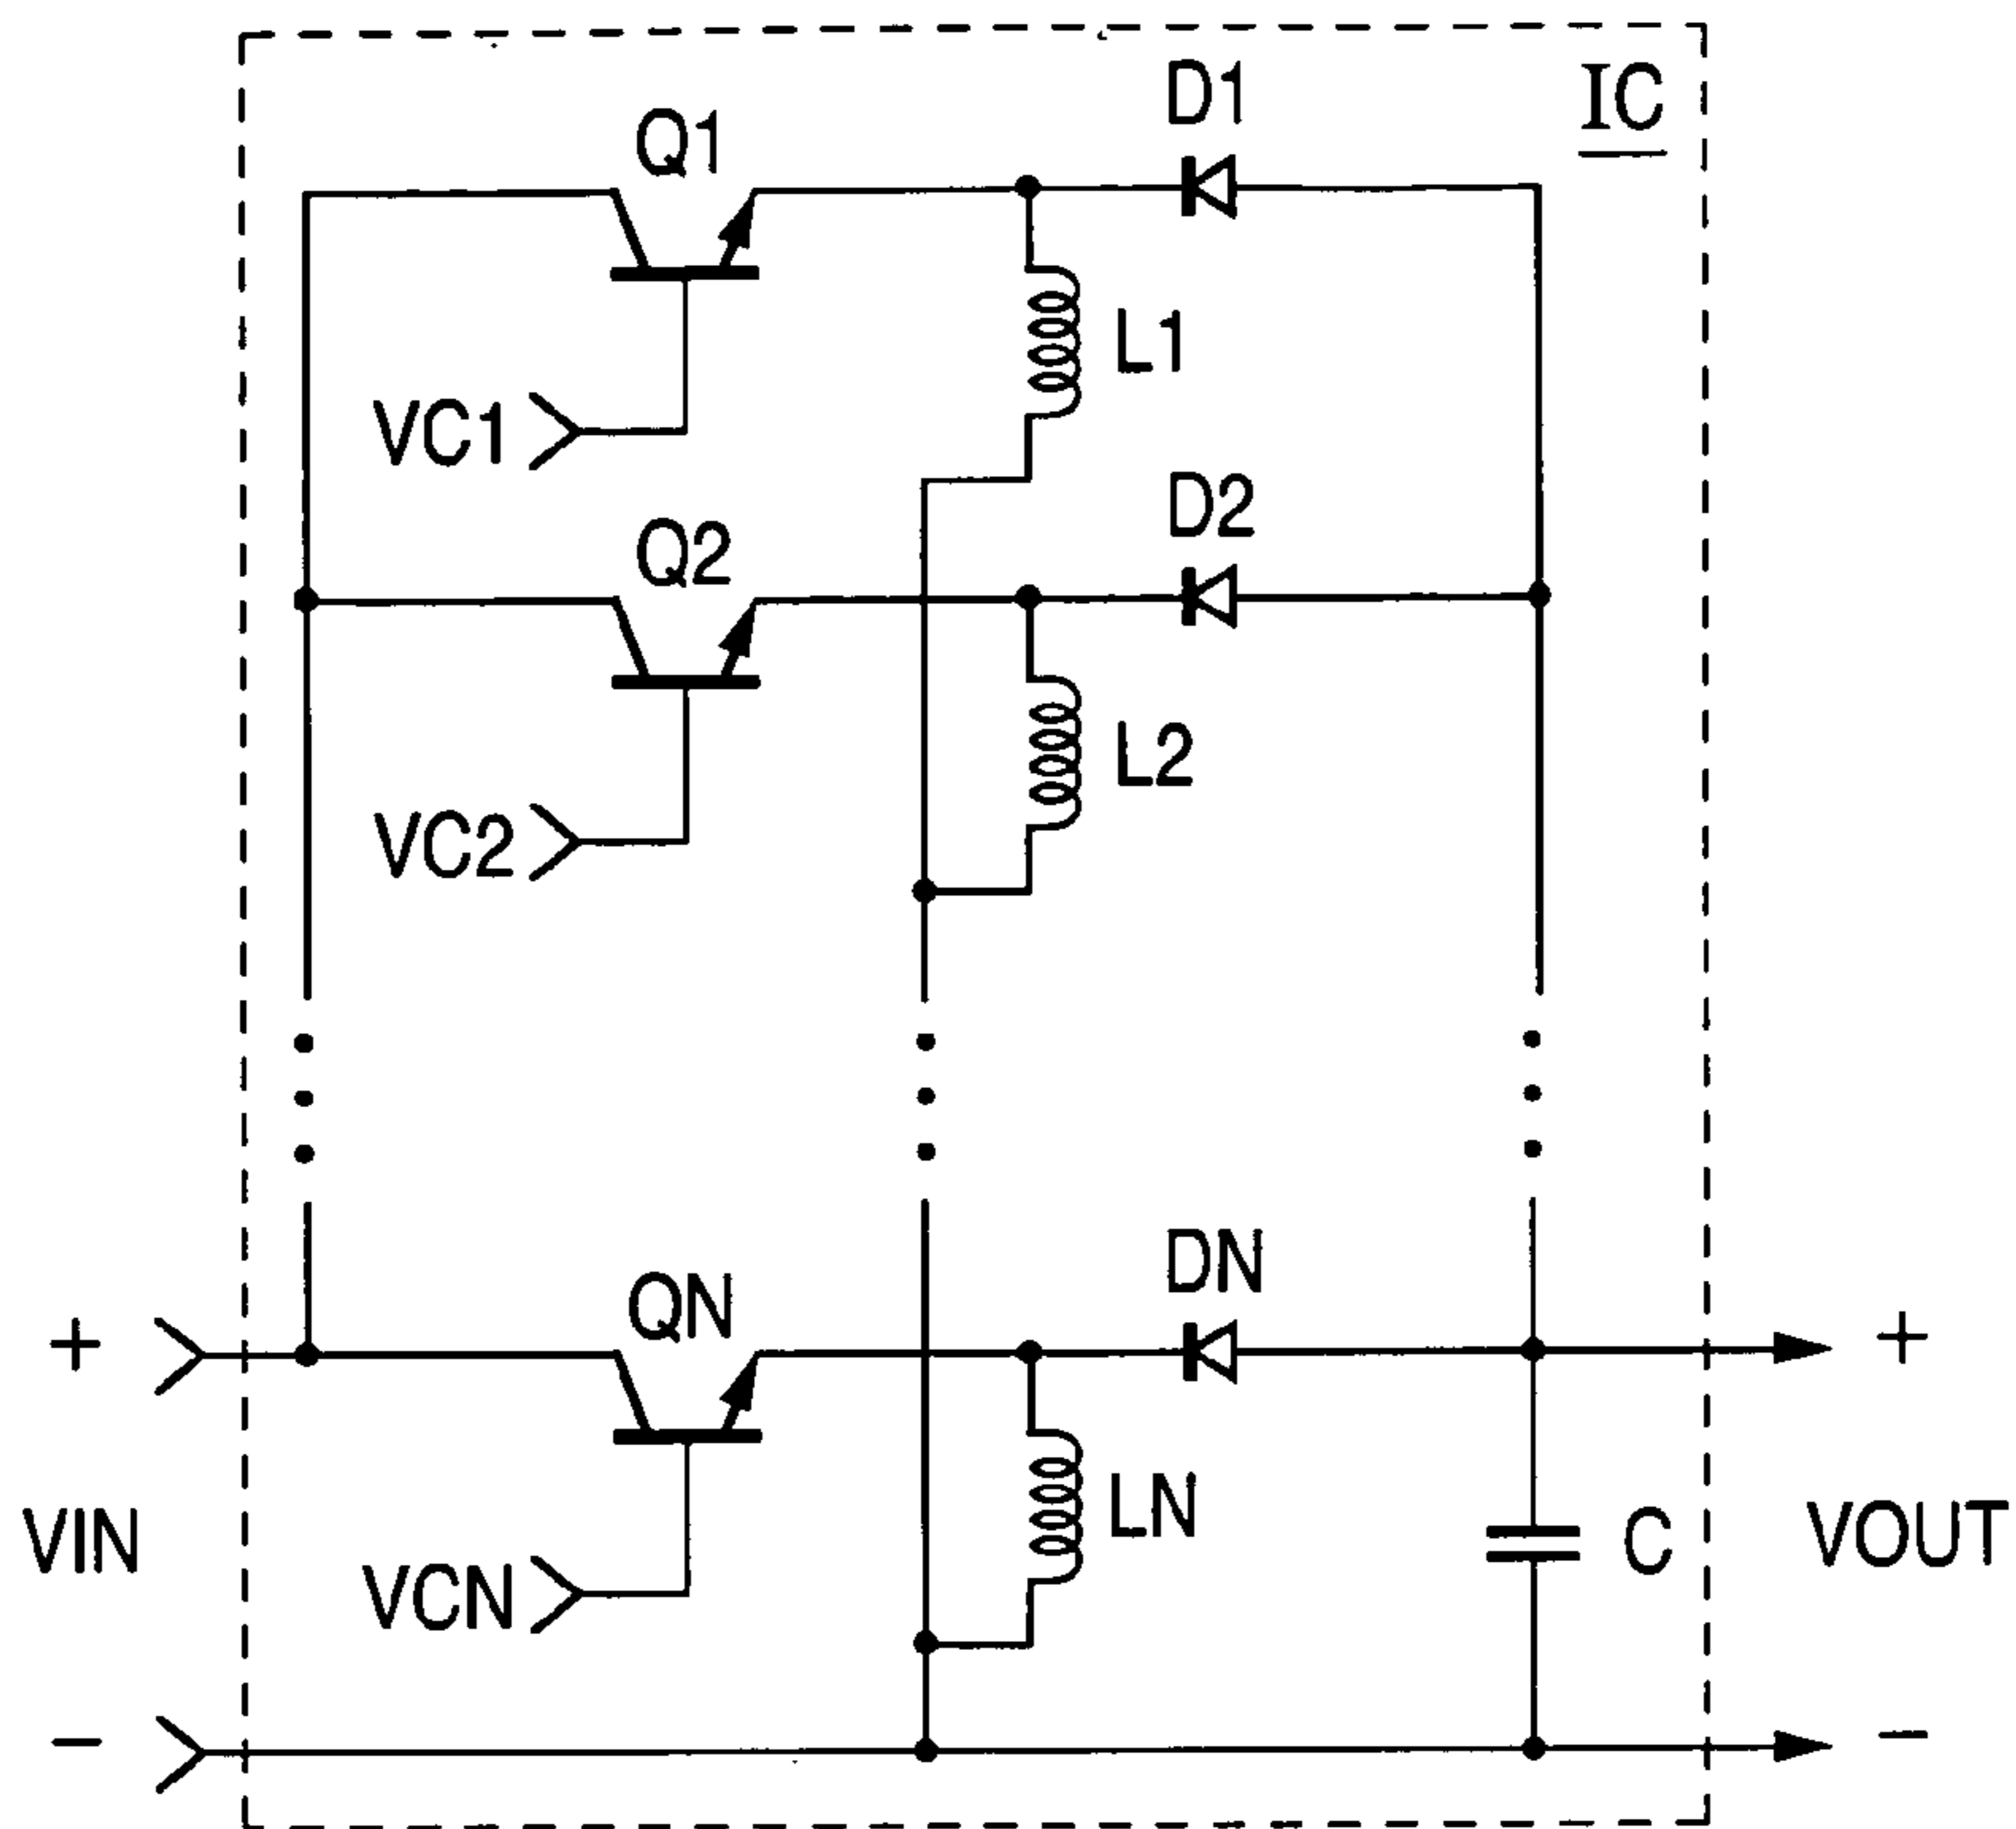 D1
IC
Q1
L1
VC1
D2
Q2
L2
VC2
DN
QN
+
+
LN
VIN
C
VOUT
VCN
−
−